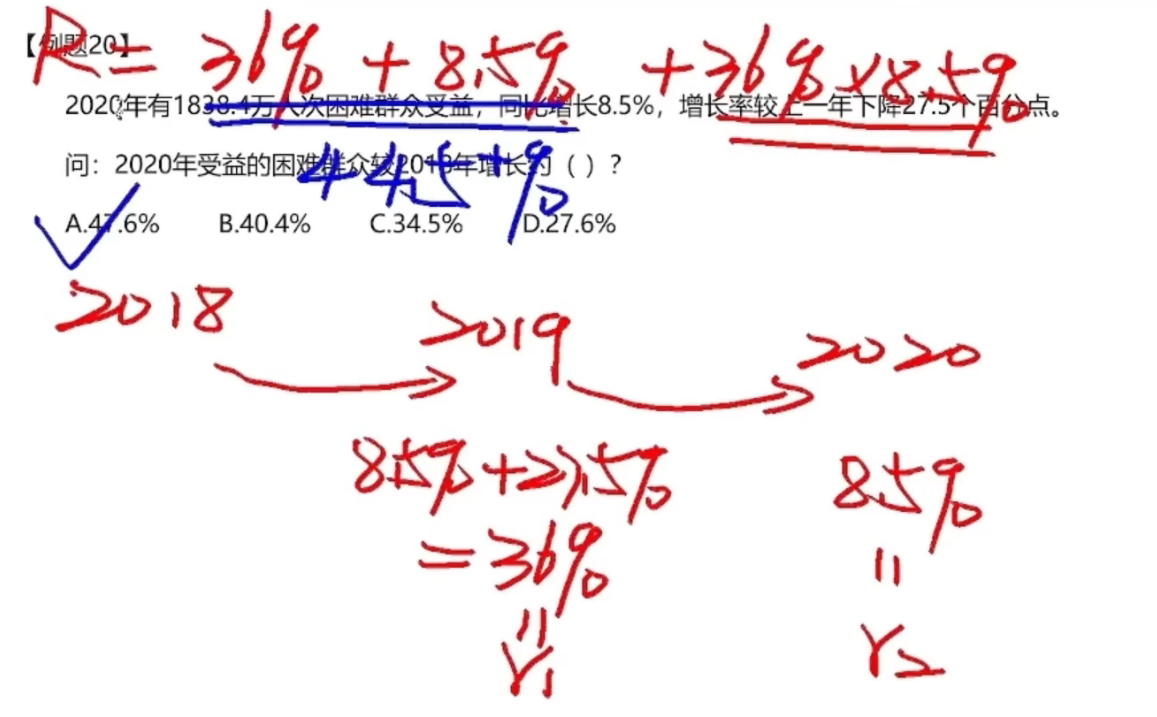 【例题20】
R= 36% + 8.5% + 36% × 8.5%
2020年有1838.4万人次困难群众受益，同比增长8.5%，增长率较上一年下降27.5个百分点。
问：2020年受益的困难群众较2018年增长约（ ）？
44.5+%
A.47.6% B.40.4% C.34.5% D.27.6%
2018 2019 2020
8.5%+27.5% 8.5%
=36% =
= r₂
r₁